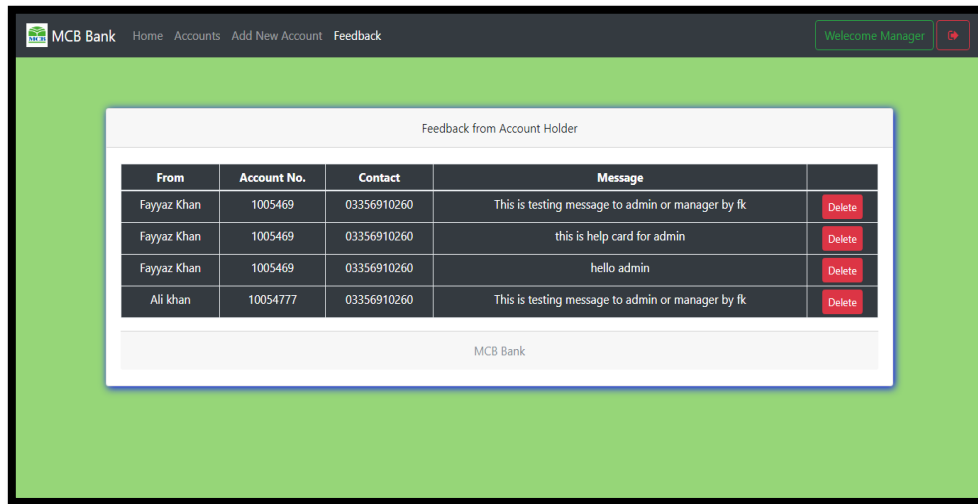 MCB MCB Bank Home Accounts Add New Account Feedback Welecome Manager
Feedback from Account Holder
From Account No. Contact Message
Fayyaz Khan 1005469 03356910260 This is testing message to admin or manager by fk Delete
Fayyaz Khan 1005469 03356910260 this is help card for admin Delete
Fayyaz Khan 1005469 03356910260 hello admin Delete
Ali khan 10054777 03356910260 This is testing message to admin or manager by fk Delete
MCB Bank